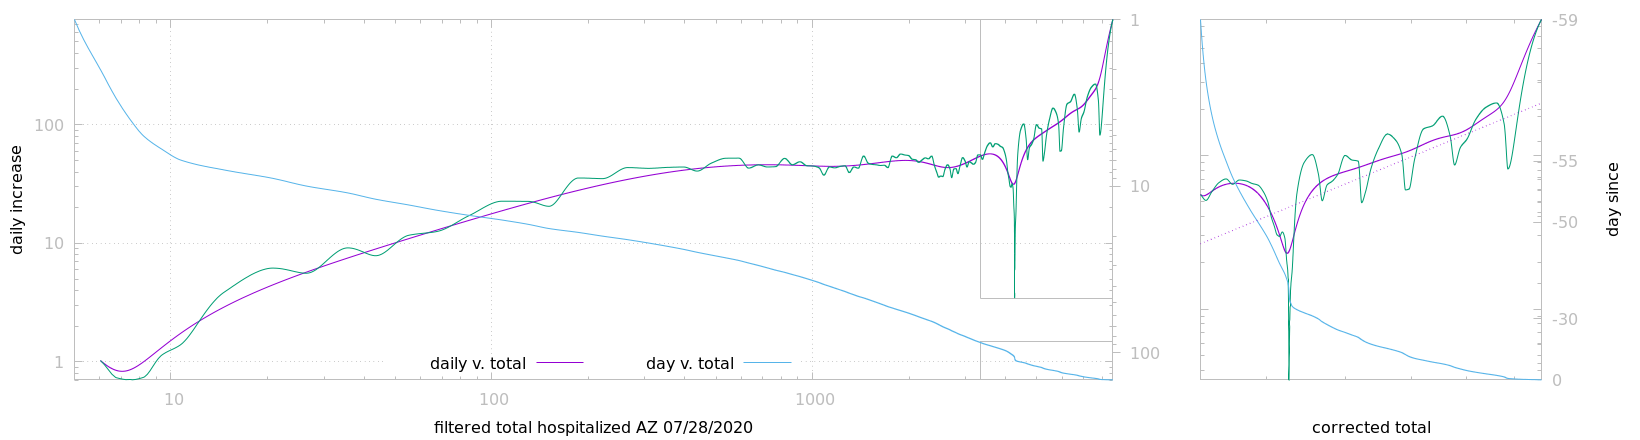 1
-59
100
daily increase
-55
day since
10
-50
10
-30
1
daily v. total
day v. total
100
0
10
100
1000
filtered total hospitalized AZ 07/28/2020
corrected total